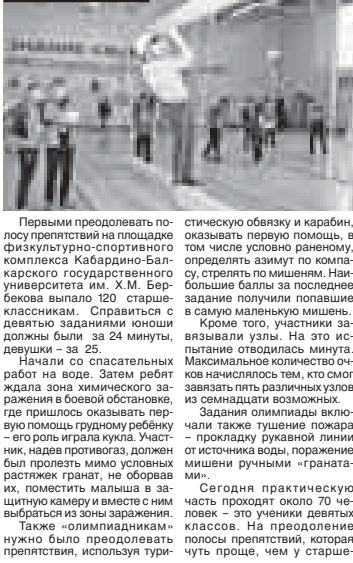 Первыми преодолевать по-
лосу препятствий на площадке
физкультурно-спортивного
комплекса Кабардино-Бал-
карского государственного
университета им. Х.М. Бер-
бекова выпало 120 старше-
классникам. Справиться с
девятью заданиями юноши
должны были за 24 минуты,
девушки – за 25.
Начали со спасательных
работ на воде. Затем ребят
ждала зона химического за-
ражения в боевой обстановке,
где пришлось оказывать пер-
вую помощь грудному ребёнку
– его роль играла кукла. Участ-
ник, надев противогаз, должен
был пролезть мимо условных
растяжек гранат, не оборвав
их, поместить малыша в за-
щитную камеру и вместе с ним
выбраться из зоны заражения.
Также «олимпиадникам»
нужно было преодолевать
препятствия, используя тури-
стическую обвязку и карабин,
оказывать первую помощь, в
том числе условно раненому,
определять азимут по компа-
су, стрелять по мишеням. Наи-
большие баллы за последнее
задание получили попавшие
в самую маленькую мишень.
Кроме того, участники за-
вязывали узлы. На это ис-
пытание отводилась минута.
Максимальное количество оч-
ков начислялось тем, кто смог
завязать пять различных узлов
из семнадцати возможных.
Задания олимпиады вклю-
чали также тушение пожара
– прокладку рукавной линии
от источника воды, поражение
мишени ручными «граната-
ми».
Сегодня практическую
часть проходят около 70 че-
ловек – это ученики девятых
классов. На преодоление
полосы препятствий, которая
чуть проще, чем у старше-